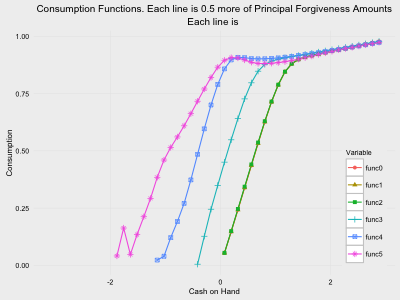 Consumption Functions. Each line is 0.5 more of Principal Forgiveness Amounts
Each line is
1.00
0.75
0.50
0.25
0.00
Consumption
-2
0
2
Cash on Hand
Variable
func0
func1
func2
func3
func4
func5